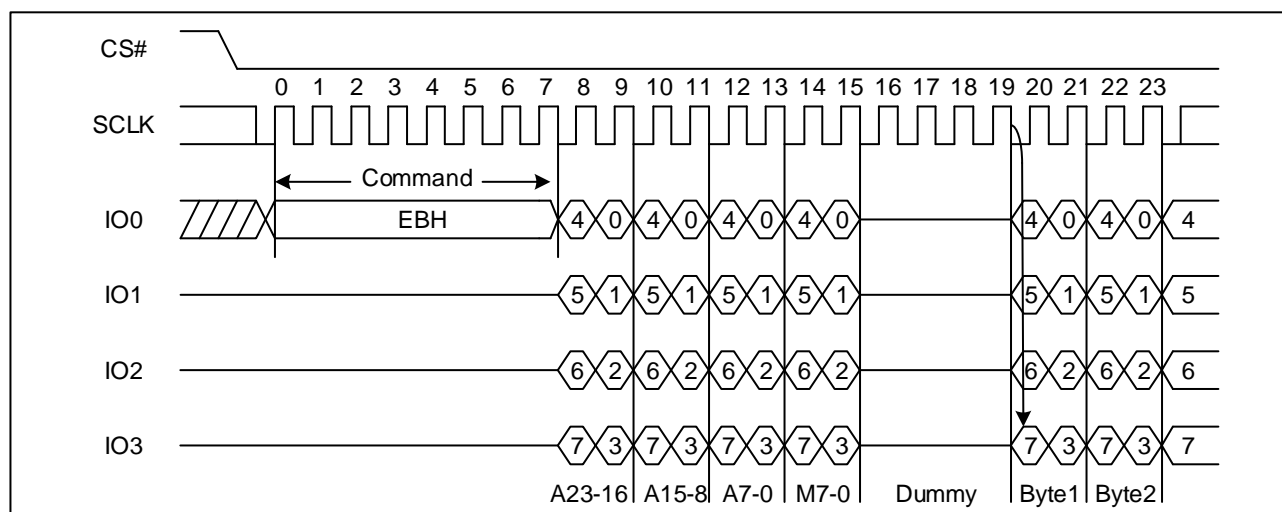 CS#
0 1 2 3 4 5 6 7 8 9 10 11 12 13 14 15 16 17 18 19 20 21 22 23
SCLK
Command
IO0 EBH 4 0 4 0 4 0 4 0 4 0 4 0 4
IO1 5 1 5 1 5 1 5 1 5 1 5 1 5
IO2 6 2 6 2 6 2 6 2 6 2 6 2 6
IO3 7 3 7 3 7 3 7 3 7 3 7 3 7
A23-16 A15-8 A7-0 M7-0 Dummy Byte1 Byte2